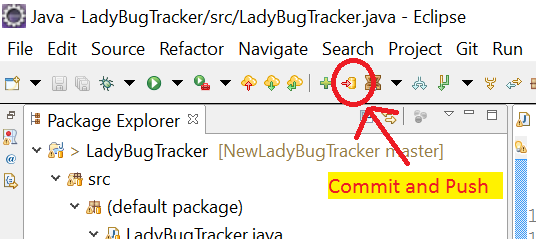 Java - LadyBugTracker/src/LadyBugTracker.java - Eclipse
File Edit Source Refactor Navigate Search Project Git Run
Package Explorer
> LadyBugTracker [NewLadyBugTracker master]
src
(default package)
LadyBugTracker.java
Commit and Push